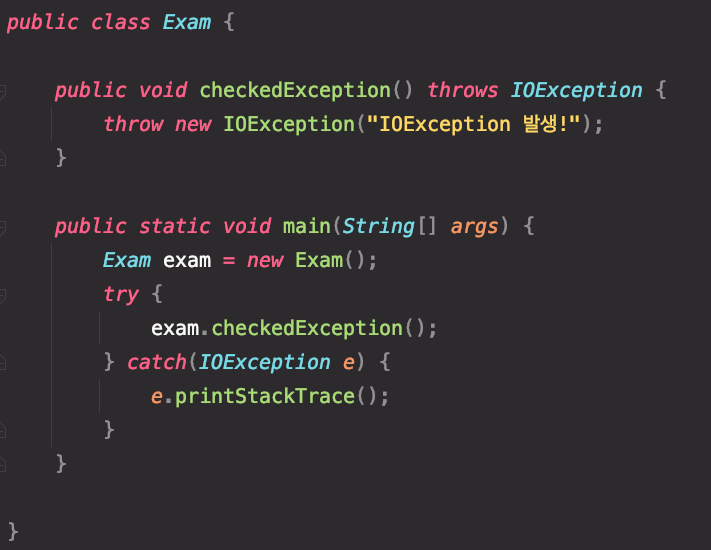 public class Exam {
public void checkedException() throws IOException {
throw new IOException("IOException 발생!");
}
public static void main(String[] args) {
Exam exam = new Exam();
try {
exam.checkedException();
} catch(IOException e) {
e.printStackTrace();
}
}
}